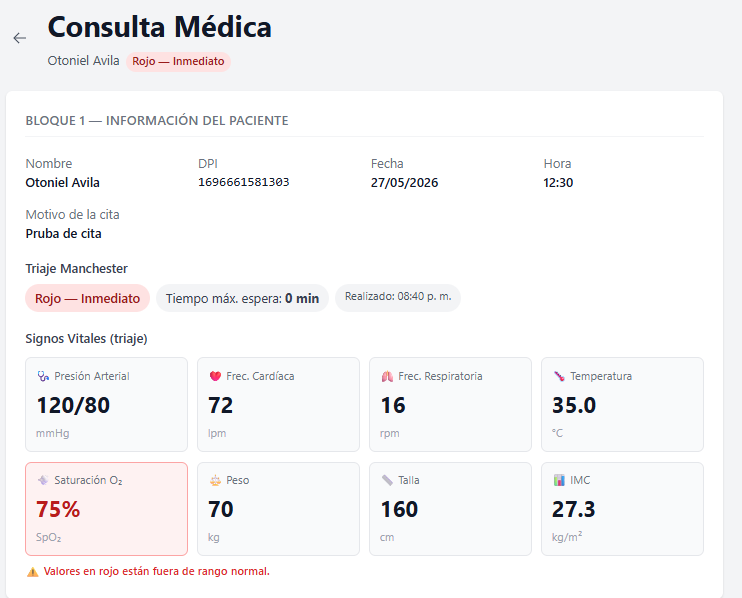 Consulta Médica
Otoniel Avila Rojo — Inmediato
BLOQUE 1 — INFORMACIÓN DEL PACIENTE
Nombre DPI Fecha Hora
Otoniel Avila 1696661581303 27/05/2026 12:30
Motivo de la cita
Pruba de cita
Triaje Manchester
Rojo — Inmediato Tiempo máx. espera: 0 min Realizado: 08:40 p. m.
Signos Vitales (triaje)
Presión Arterial Frec. Cardíaca Frec. Respiratoria Temperatura
120/80 72 16 35.0
mmHg lpm rpm °C
Saturación O₂ Peso Talla IMC
75% 70 160 27.3
SpO₂ kg cm kg/m²
Valores en rojo están fuera de rango normal.